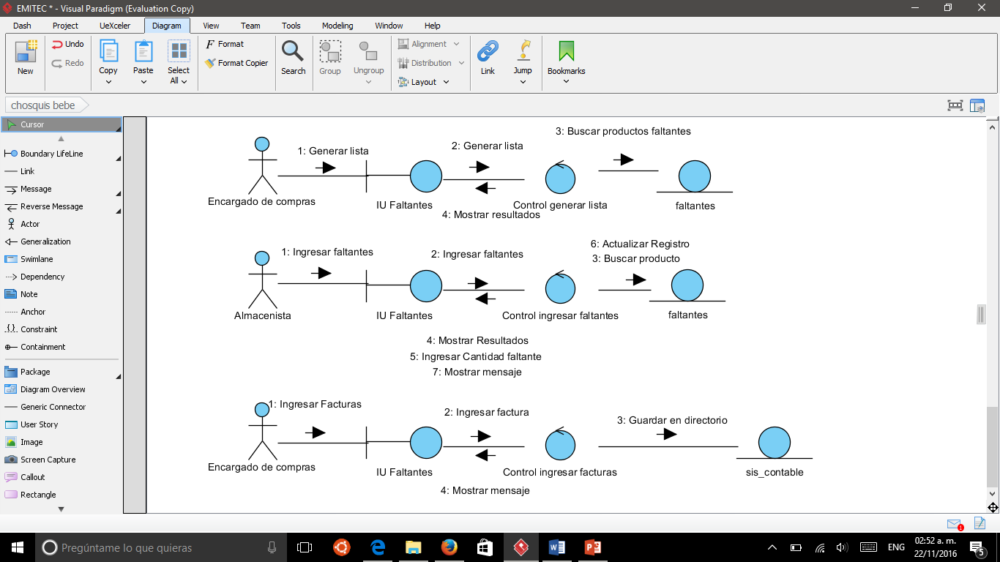 EMITEC * - Visual Paradigm (Evaluation Copy)
Dash Project UeXceler Diagram View Team Tools Modeling Window Help
New
Undo
Redo
Copy
Paste
Select
All
Format
Format Copier
Search
Group
Ungroup
Alignment
Distribution
Layout
Link
Jump
Bookmarks
chosquis bebe
Cursor
Boundary LifeLine
Link
Message
Reverse Message
Actor
Generalization
Swimlane
Dependency
Note
Anchor
Constraint
Containment
Package
Diagram Overview
Generic Connector
User Story
Image
Screen Capture
Callout
Rectangle
3: Buscar productos faltantes
1: Generar lista
2: Generar lista
Encargado de compras
IU Faltantes
Control generar lista
faltantes
4: Mostrar resultados
6: Actualizar Registro
1: Ingresar faltantes
2: Ingresar faltantes
3: Buscar producto
Almacenista
IU Faltantes
Control ingresar faltantes
faltantes
4: Mostrar Resultados
5: Ingresar Cantidad faltante
7: Mostrar mensaje
1: Ingresar Facturas
2: Ingresar factura
3: Guardar en directorio
Encargado de compras
IU Faltantes
Control ingresar facturas
sis_contable
4: Mostrar mensaje
1
Pregúntame lo que quieras
ENG
02:52 a. m.
22/11/2016
5